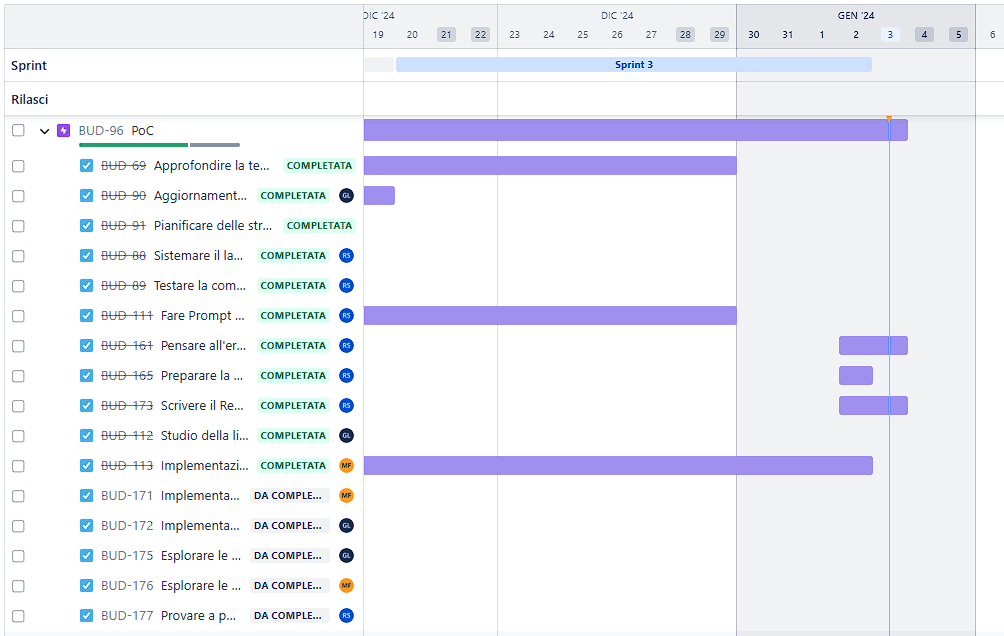 DIC '24 DIC '24 GEN '24
19 20 21 22 23 24 25 26 27 28 29 30 31 1 2 3 4 5 6
Sprint Sprint 3
Rilasci
BUD-96 PoC
BUD-69 Approfondire la te... COMPLETATA
BUD-90 Aggiornament... COMPLETATA GL
BUD-91 Pianificare delle str... COMPLETATA
BUD-88 Sistemare il la... COMPLETATA RS
BUD-89 Testare la com... COMPLETATA RS
BUD-111 Fare Prompt ... COMPLETATA RS
BUD-161 Pensare all'er... COMPLETATA RS
BUD-165 Preparare la ... COMPLETATA RS
BUD-173 Scrivere il Re... COMPLETATA RS
BUD-112 Studio della li... COMPLETATA GL
BUD-113 Implementazi... COMPLETATA MF
BUD-171 Implementa... DA COMPLE... MF
BUD-172 Implementa... DA COMPLE... GL
BUD-175 Esplorare le ... DA COMPLE... GL
BUD-176 Esplorare le ... DA COMPLE... MF
BUD-177 Provare a p... DA COMPLE... RS